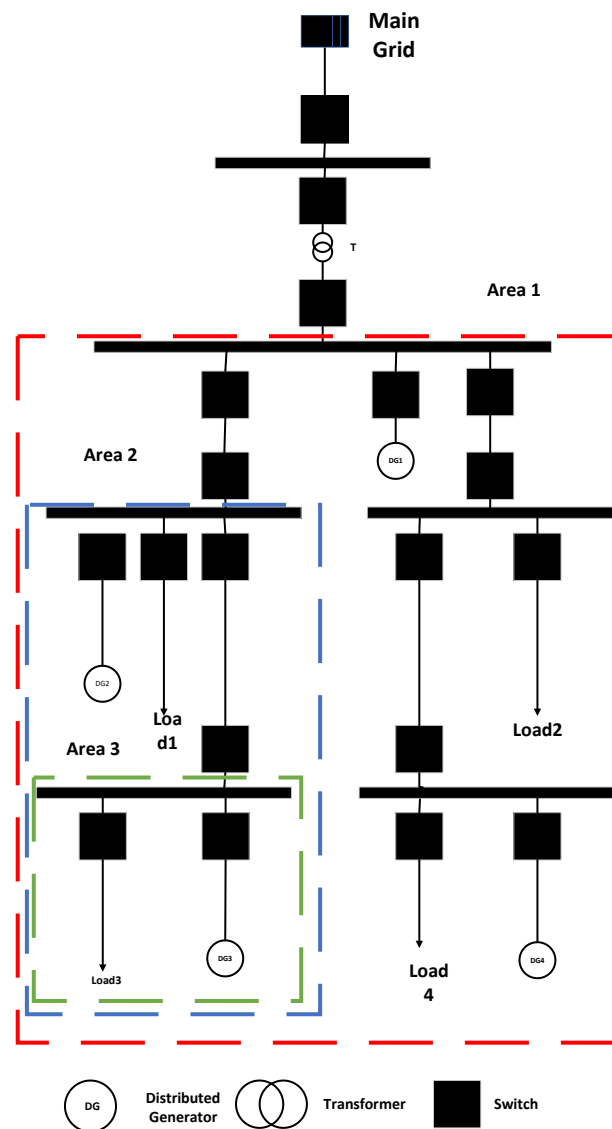 Main
Grid
T
Area 1
DG1
Area 2
DG2
Loa
d1
Load2
Area 3
Load3
DG3
Load
4
DG4
DG
Distributed
Generator
Transformer
Switch